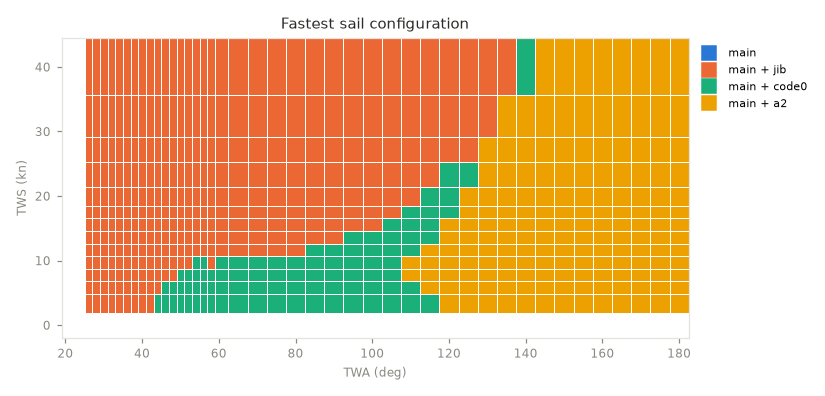 Fastest sail configuration
main
main + jib
main + code0
main + a2
TWS (kn)
40
30
20
10
0
20 40 60 80 100 120 140 160 180
TWA (deg)